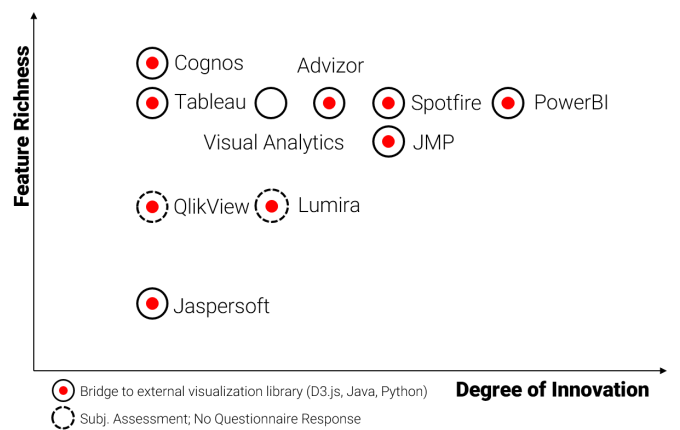 Feature Richness
Cognos
Advizor
Tableau
Spotfire
PowerBI
Visual Analytics
JMP
QlikView
Lumira
Jaspersoft
Bridge to external visualization library (D3.js, Java, Python)
Degree of Innovation
Subj. Assessment; No Questionnaire Response